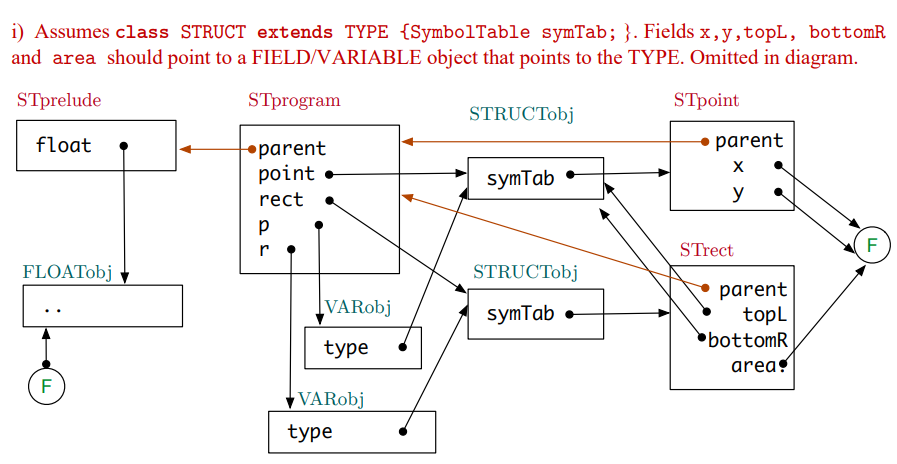 i) Assumes class STRUCT extends TYPE {SymbolTable symTab; }. Fields x,y,topL, bottomR
and area should point to a FIELD/VARIABLE object that points to the TYPE. Omitted in diagram.
STprelude
float
STprogram
parent
point
rect
p
r
STRUCTobj
symTab
STpoint
parent
x
y
F
FLOATobj
..
F
VARobj
type
VARobj
type
STRUCTobj
symTab
STrect
parent
topL
bottomR
area: